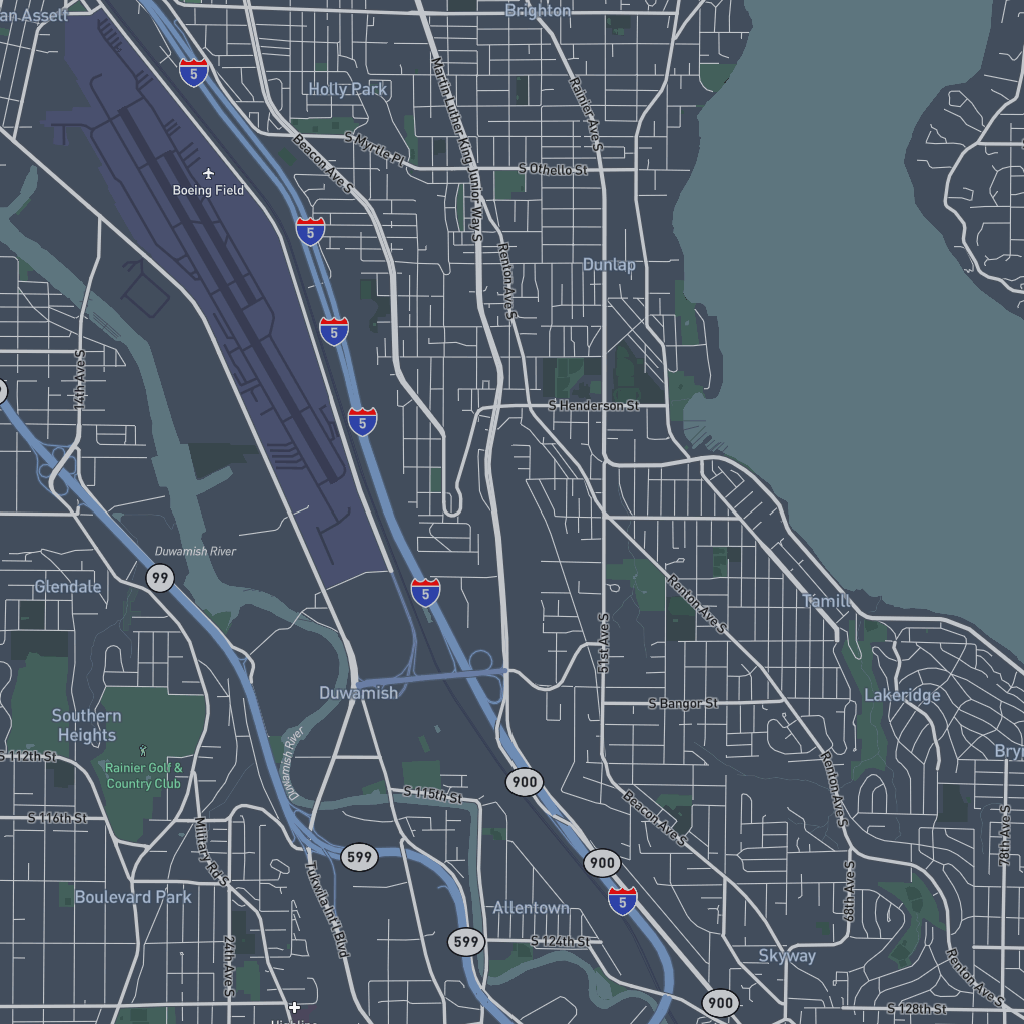 an Assell
Brighton
5
Holly Park
Martin Luther King Junior Way S
Rainier Ave S
S Myrtle Pl
Beacon Ave S
S Othello St
Boeing Field
5
Renton Ave S
Dunlap
5
14th Ave S
S Henderson St
5
Duwamish River
99
Glendale
5
Renton Ave S
Tamill
51st Ave S
Duwamish
S Bangor St
Lakeridge
Southern
Heights
Duwamish River
S 112th St
Rainier Golf &
Country Club
Bryn
Renton Ave S
900
S 115th St
S 116th St
Beacon Ave S
78th Ave S
Military Rd S
599
900
Tukwila Int'l Blvd
68th Ave S
5
Boulevard Park
Allentown
599
S 124th St
24th Ave S
Skyway
Renton Ave S
900
S 128th St